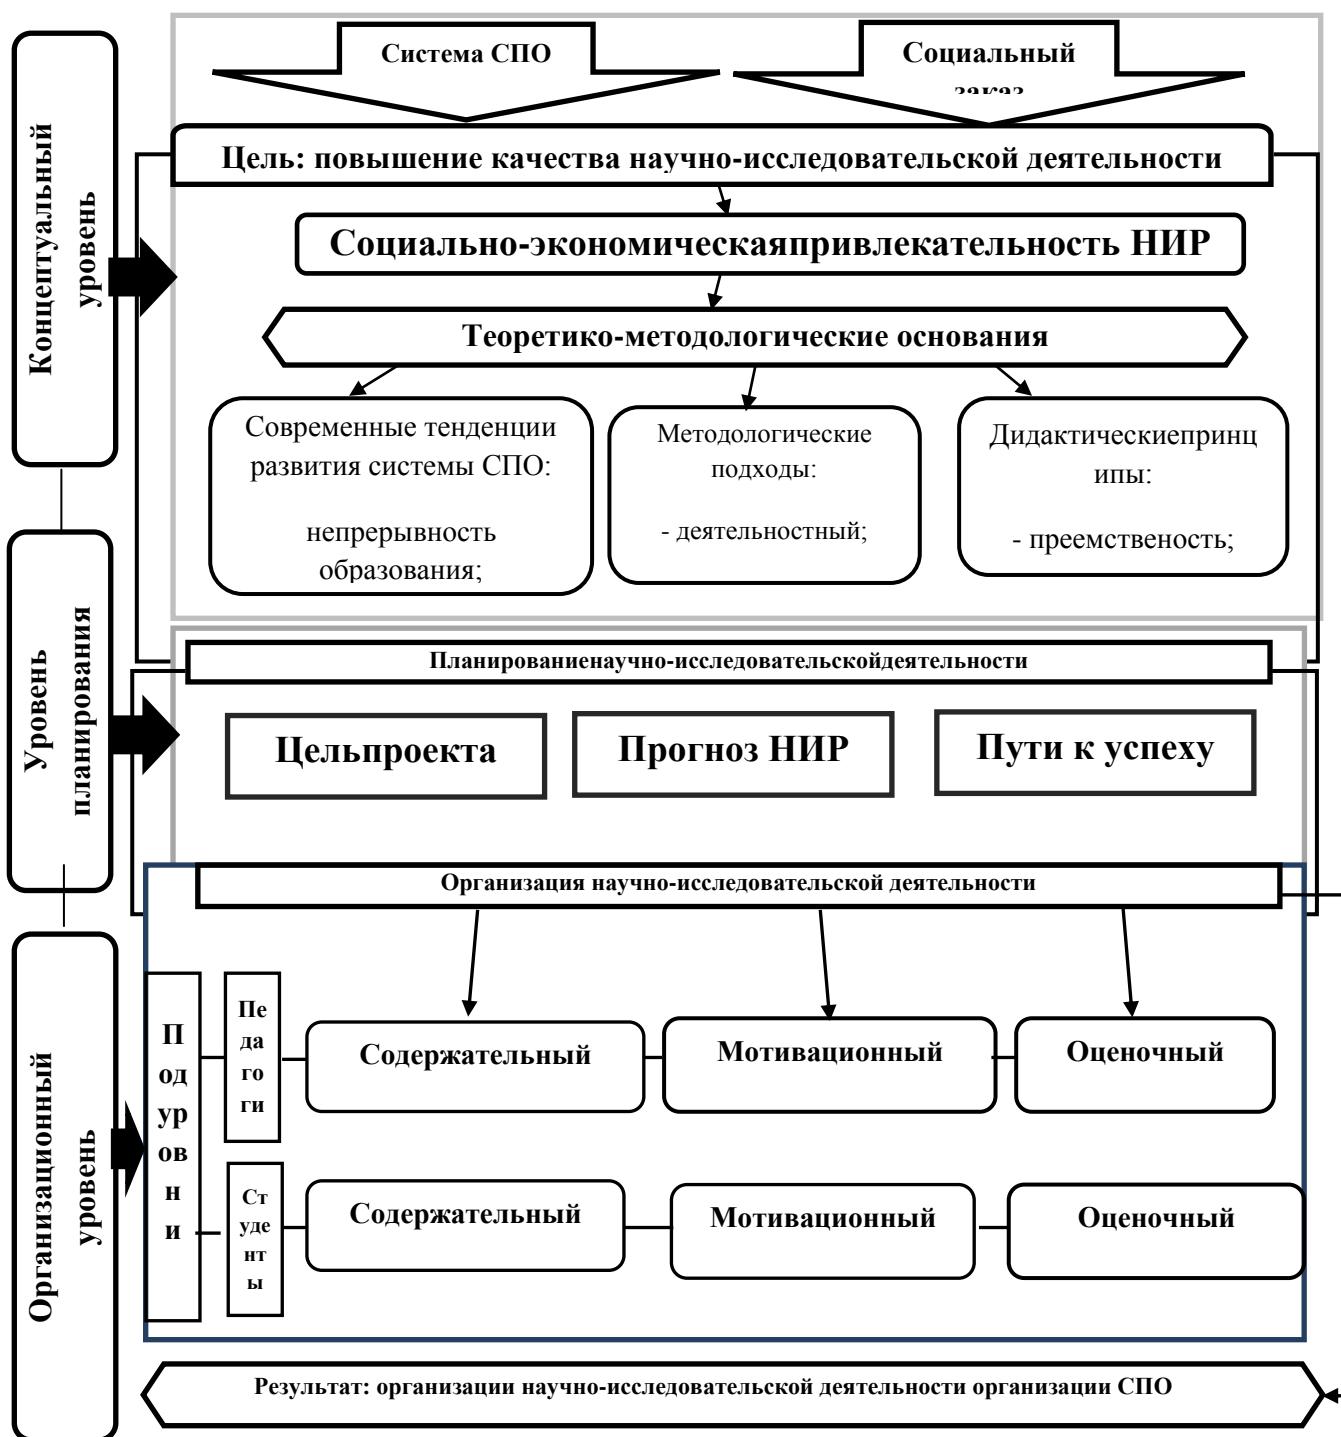 Система СПО
Социальный
заказ
Концептуальный
уровень
Цель: повышение качества научно-исследовательской деятельности
Социально-экономическаяпривлекательность НИР
Теоретико-методологические основания
Современные тенденции
развития системы СПО:
непрерывность
образования;
Методологические
подходы:
- деятельностный;
Дидактическиепринц
ипы:
- преемственость;
Уровень
планирования
Планированиенаучно-исследовательскойдеятельности
Цельпроекта
Прогноз НИР
Пути к успеху
Организационный
уровень
Организация научно-исследовательской деятельности
П
од
ур
ов
н
и
Пе
да
го
ги
Содержательный
Мотивационный
Оценочный
Ст
уде
нт
ы
Содержательный
Мотивационный
Оценочный
Результат: организации научно-исследовательской деятельности организации СПО